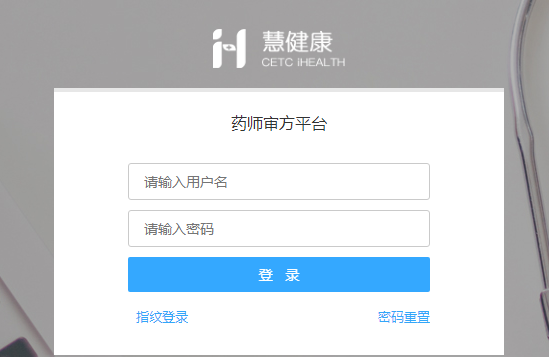 慧健康
CETC iHEALTH
药师审方平台
请输入用户名
请输入密码
登 录
指纹登录 密码重置